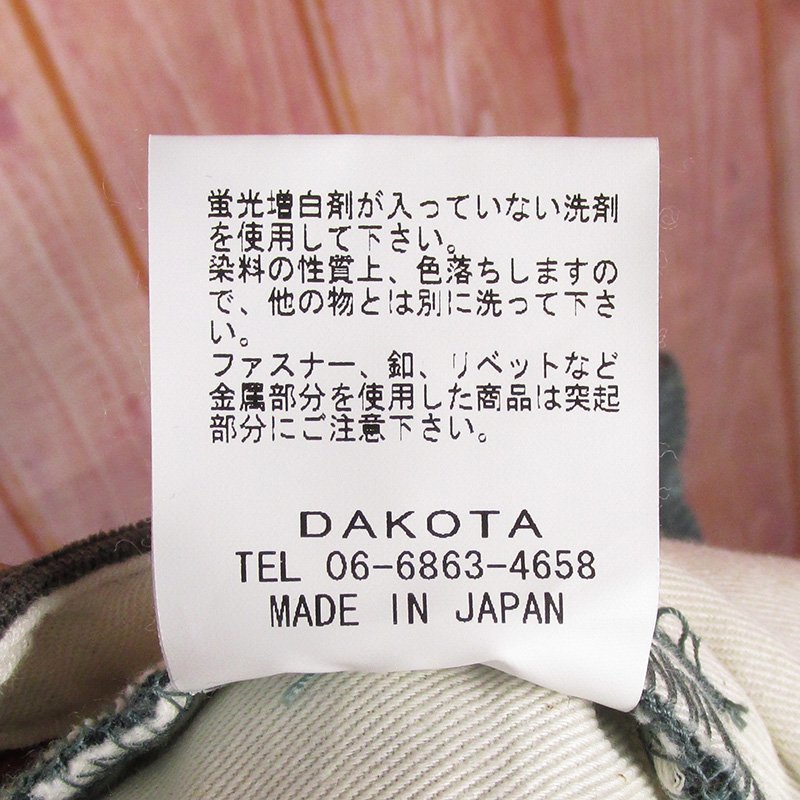 蛍光増白剤が入っていない洗剤
を使用して下さい。
染料の性質上、色落ちしますの
で、他の物とは別に洗って下さ
い。
ファスナー、釦、リベットなど
金属部分を使用した商品は突起
部分にご注意下さい。
DAKOTA
TEL 06-6863-4658
MADE IN JAPAN